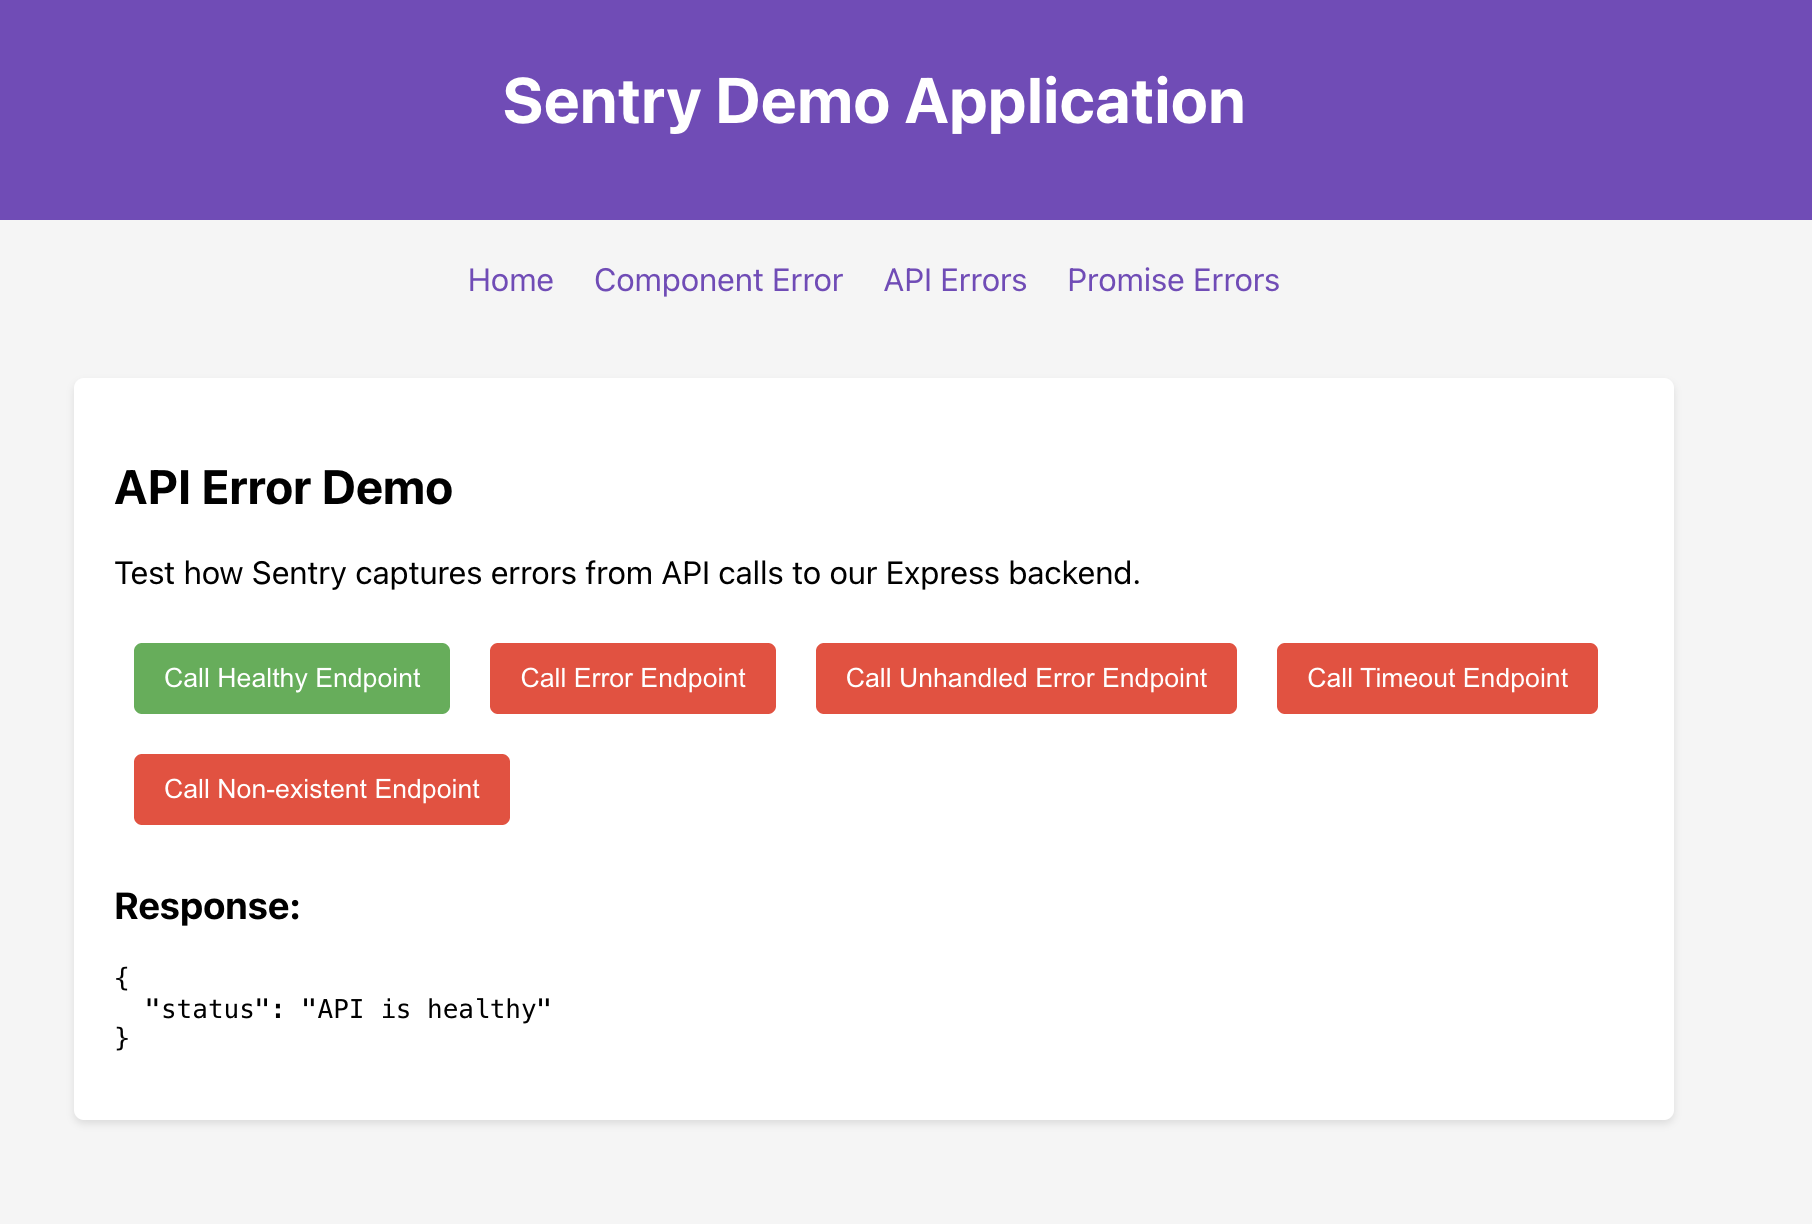 Sentry Demo Application
Home Component Error API Errors Promise Errors
API Error Demo
Test how Sentry captures errors from API calls to our Express backend.
Call Healthy Endpoint Call Error Endpoint Call Unhandled Error Endpoint Call Timeout Endpoint
Call Non-existent Endpoint
Response:
{
  "status": "API is healthy"
}